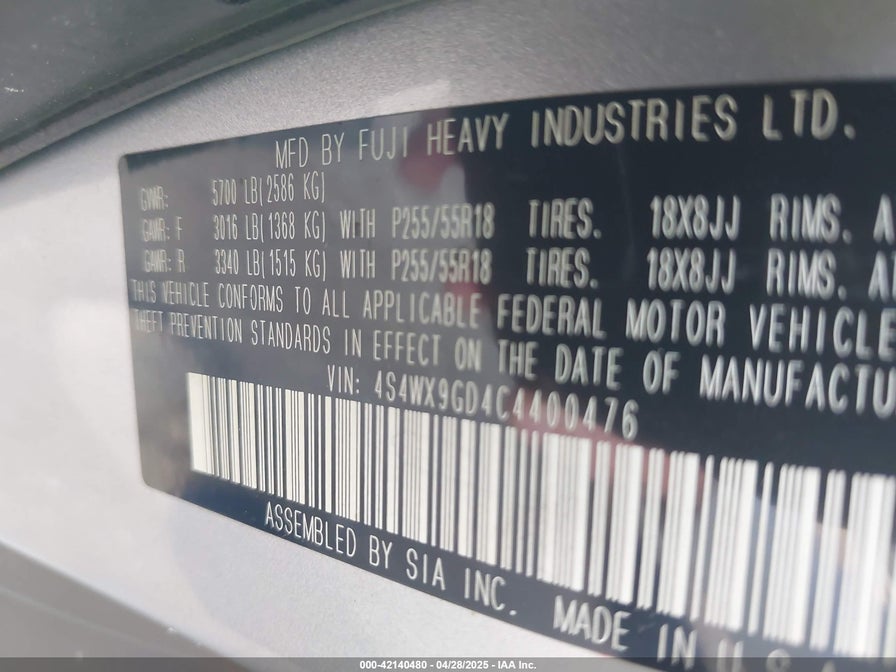 MFD BY FUJI HEAVY INDUSTRIES LTD.
GVWR: 5700 LB(2586 KG)
GAWR: F 3016 LB(1368 KG) WITH P255/55R18 TIRES. 18X8JJ RIMS. A
GAWR: R 3340 LB(1515 KG) WITH P255/55R18 TIRES. 18X8JJ RIMS. A
THIS VEHICLE CONFORMS TO ALL APPLICABLE FEDERAL MOTOR VEHICLE
THEFT PREVENTION STANDARDS IN EFFECT ON THE DATE OF MANUFACTU
VIN: 4S4WX9GD4C4400476
ASSEMBLED BY SIA INC. MADE IN U.S
000-42140480 - 04/28/2025 - IAA Inc.